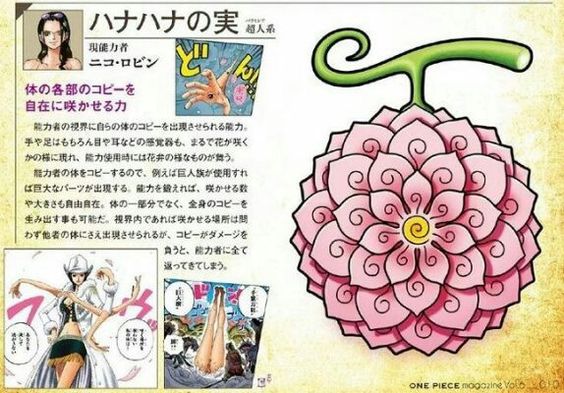 ハナハナの実
パラミシア
超人系
現能力者
ニコ・ロビン
体の各部のコピーを
自在に咲かせる力
能力者の視界に自らの体のコピーを出現させられる能力。
手や足はもちろん目や耳などの感覚器も、まるで花が咲く
かの様に現れ、能力使用時には花弁の様なものが舞う。
能力者の体をコピーするので、例えば巨人族が使用すれ
ば巨大なパーツが出現する。能力を鍛えれば、咲かせる数
や大きさも自由自在。体の一部分でなく、全身のコピーを
生み出す事も可能だ。視界内であれば咲かせる場所は問
わず他者の体にさえ出現させられるが、コピーがダメージを
負うと、能力者に全て
返ってきてしまう。
ONE PIECE magazine Vol.6 010